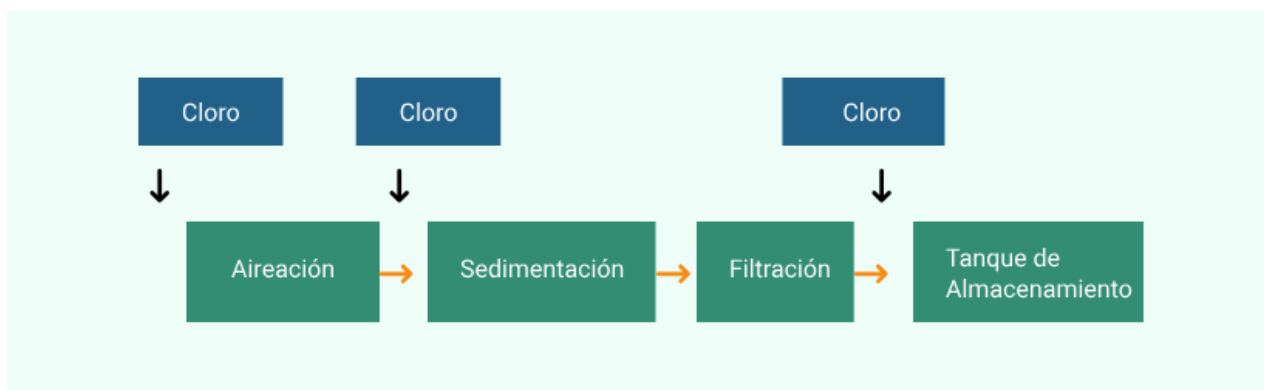 Cloro
Cloro
Cloro
Aireación
Sedimentación
Filtración
Tanque de
Almacenamiento